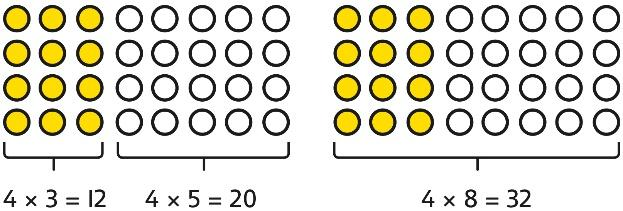 4 × 3 = 12 4 × 5 = 20 4 × 8 = 32